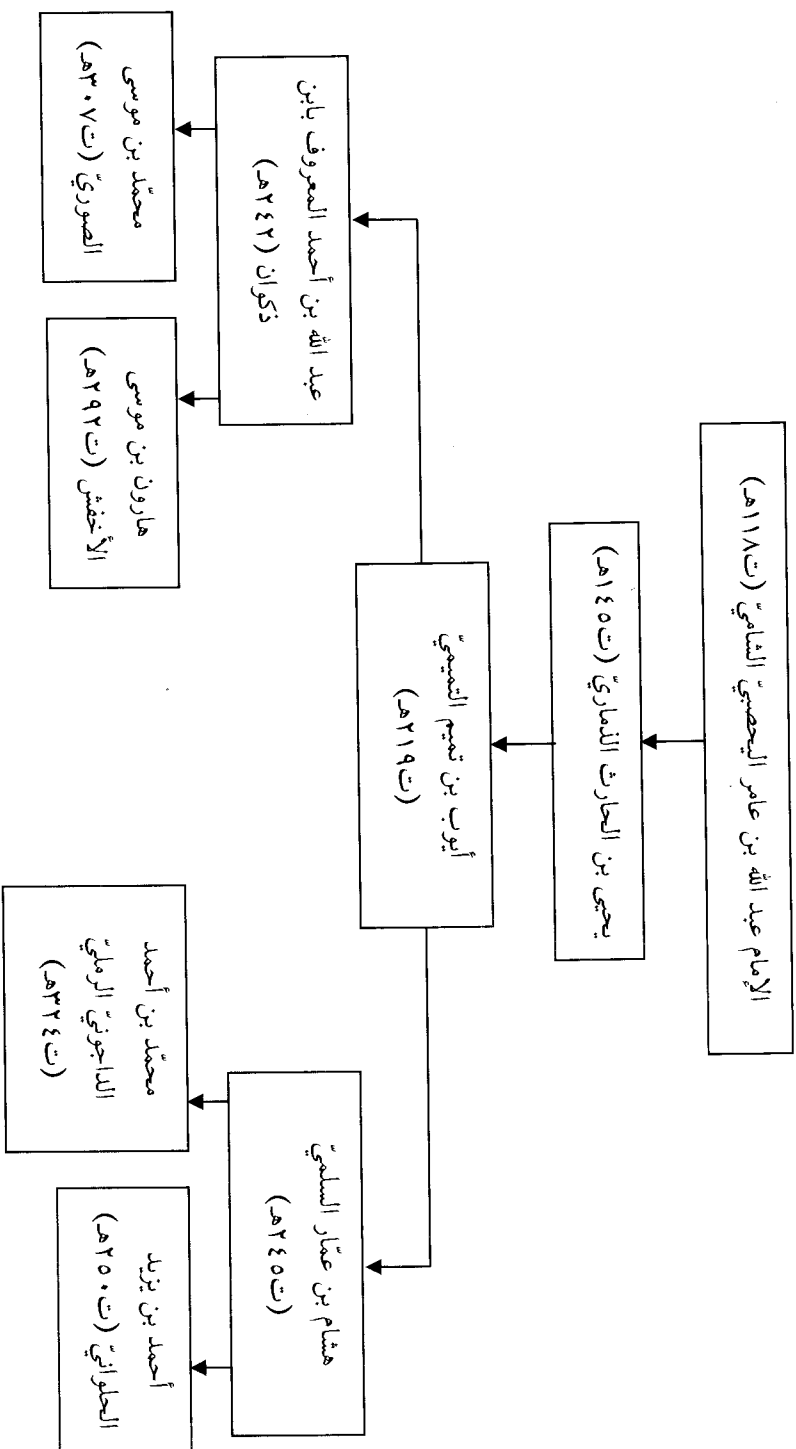 الإمام عبد الله بن عامر اليحصبيّ الشاميّ (ت١١٨هـ)
يحيى بن الحارث الذماريّ (ت١٤٥هـ)
أيوب بن تميم التميميّ
(ت٢١٩هـ)
هشام بن عمّار السلميّ
(ت٢٤٥هـ)
عبد الله بن أحمد المعروف بابن
ذكوان (٢٤٢هـ)
أحمد بن يزيد
الحلوانيّ (ت٢٥٠هـ)
محمّد بن أحمد
الداجونيّ الرمليّ
(ت٣٢٤هـ)
هارون بن موسى
الأخفش (ت٢٩٢هـ)
محمّد بن موسى
الصوريّ (ت٣٠٧هـ)